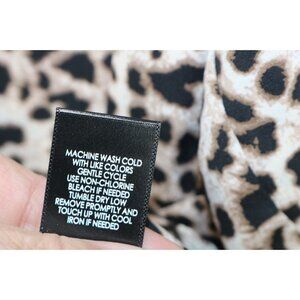 MACHINE WASH COLD
WITH LIKE COLORS
GENTLE CYCLE
USE NON-CHLORINE
BLEACH IF NEEDED
TUMBLE DRY LOW
REMOVE PROMPTLY AND
TOUCH UP WITH COOL
IRON IF NEEDED